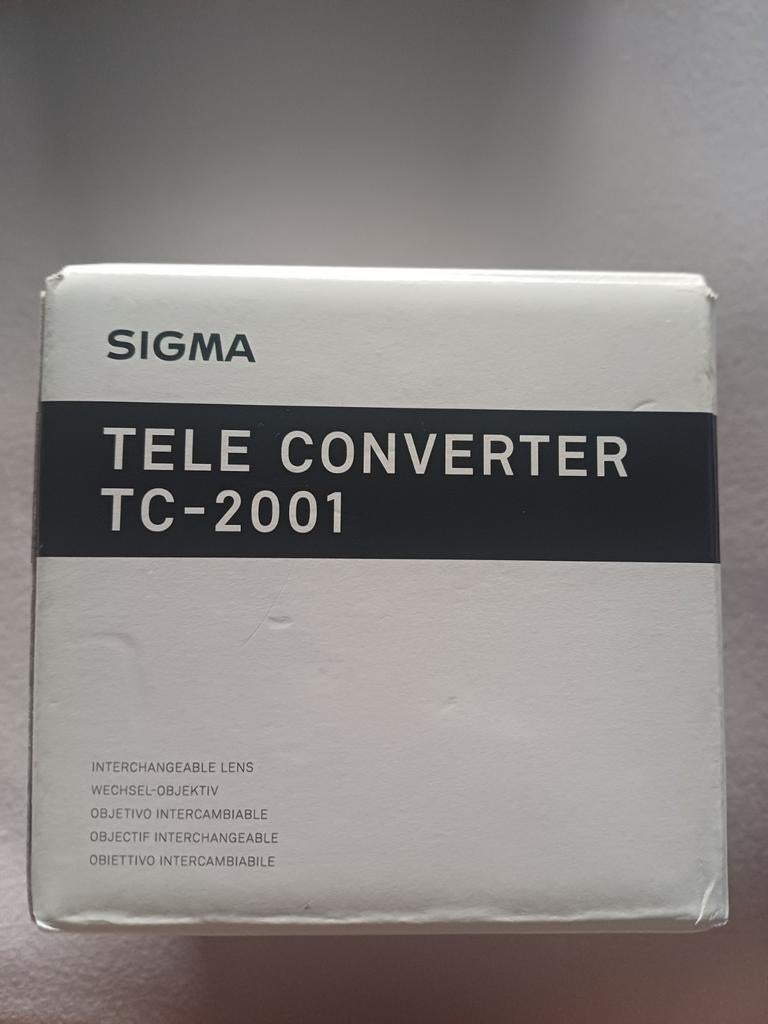 SIGMA
TELE CONVERTER
TC-2001
INTERCHANGEABLE LENS
WECHSEL-OBJEKTIV
OBJETIVO INTERCAMBIABLE
OBJECTIF INTERCHANGEABLE
OBIETTIVO INTERCAMBIABILE